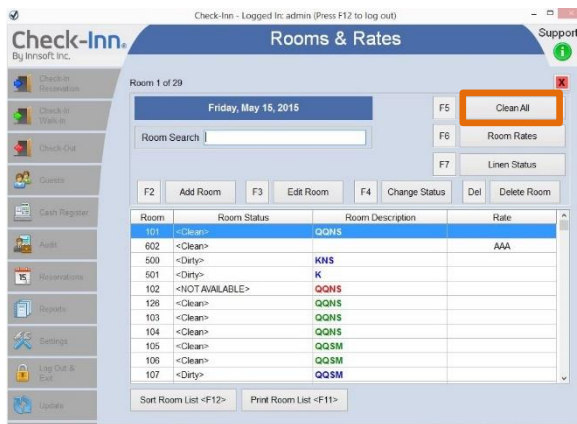 Check-Inn - Logged In: admin (Press F12 to log out)
Check-Inn®
By Innsoft Inc.
Rooms & Rates
Support
Check-In Reservation
Check-In Walk-In
Check-Out
Guests
Cash Register
Audit
15 Reservations
Reports
Settings
Log Out & Exit
Update
Room 1 of 29
X
Friday, May 15, 2015
F5 Clean All
Room Search
F6 Room Rates
F7 Linen Status
F2 Add Room F3 Edit Room F4 Change Status Del Delete Room
Room Room Status Room Description Rate
101 <Clean> QQNS
602 <Clean> AAA
500 <Dirty> KNS
501 <Dirty> K
102 <NOT AVAILABLE> QQNS
126 <Clean> QQNS
103 <Clean> QQNS
104 <Clean> QQNS
105 <Clean> QQSM
106 <Clean> QQSM
107 <Dirty> QQSM
Sort Room List <F12> Print Room List <F11>